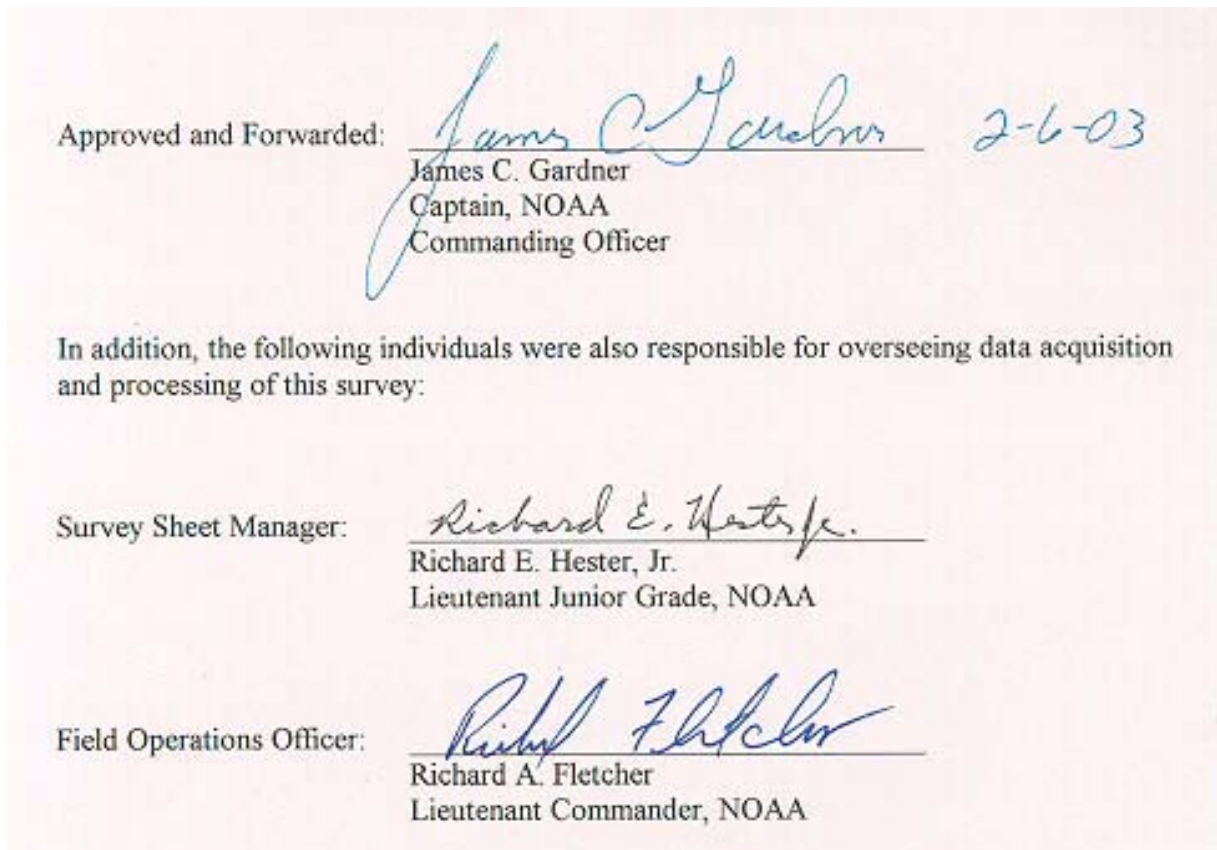 Approved and Forwarded: James C Gardner 2-6-03
James C. Gardner
Captain, NOAA
Commanding Officer
In addition, the following individuals were also responsible for overseeing data acquisition
and processing of this survey:
Survey Sheet Manager: Richard E. Hester Jr.
Richard E. Hester, Jr.
Lieutenant Junior Grade, NOAA
Field Operations Officer: Richard Fletcher
Richard A. Fletcher
Lieutenant Commander, NOAA